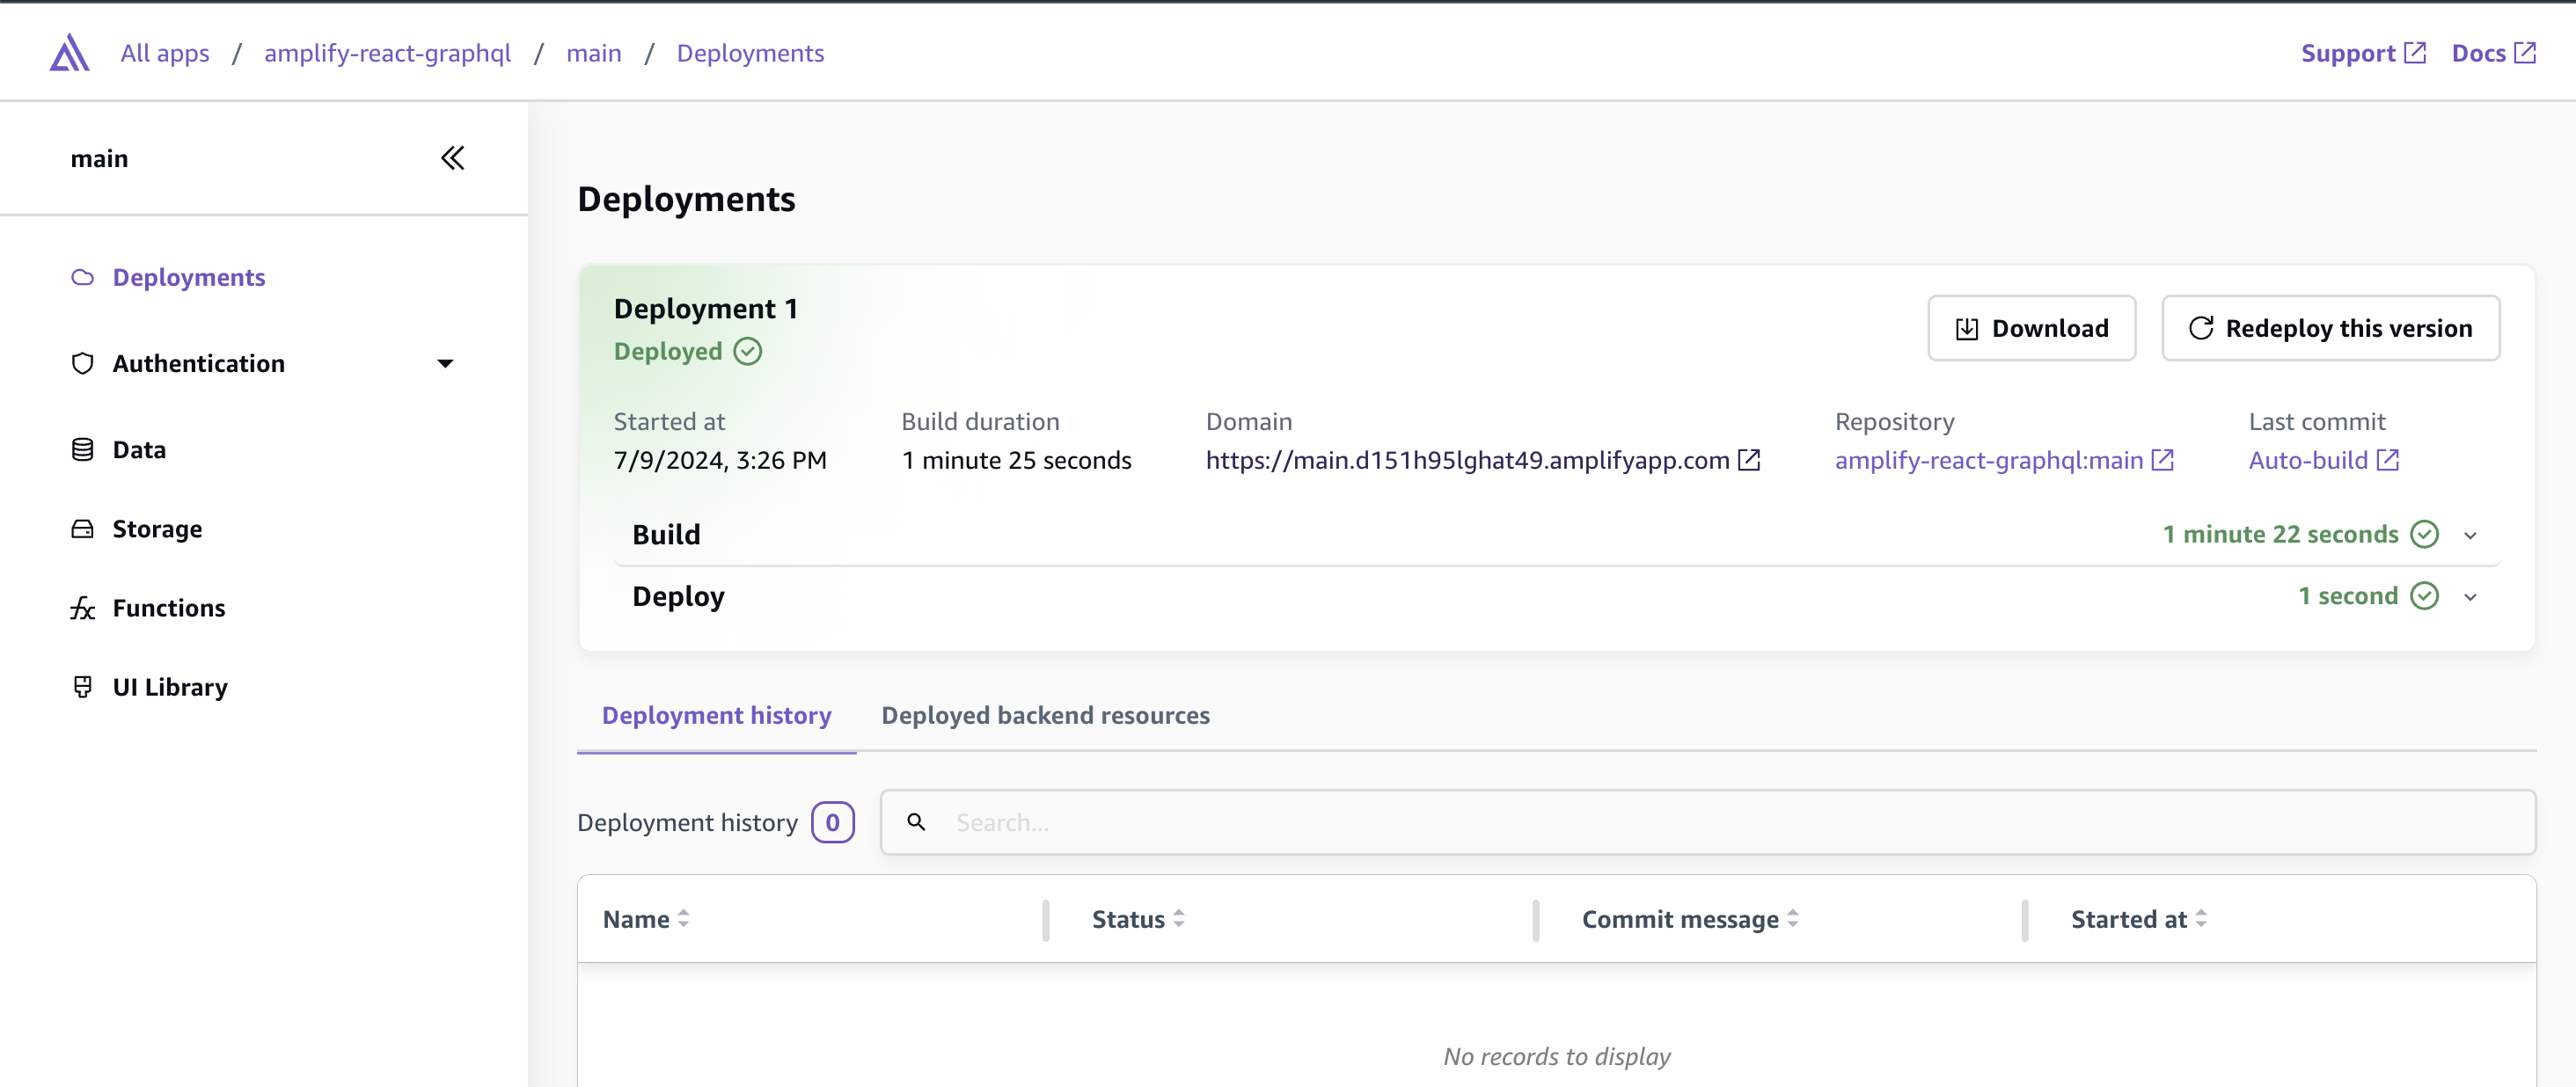 All apps / amplify-react-graphql / main / Deployments
Support Docs
main
Deployments
Authentication
Data
Storage
Functions
UI Library
Deployments
Deployment 1
Deployed
Download
Redeploy this version
Started at
7/9/2024, 3:26 PM
Build duration
1 minute 25 seconds
Domain
https://main.d151h95lghat49.amplifyapp.com
Repository
amplify-react-graphql:main
Last commit
Auto-build
Build 1 minute 22 seconds
Deploy 1 second
Deployment history Deployed backend resources
Deployment history 0 Search...
Name Status Commit message Started at
No records to display